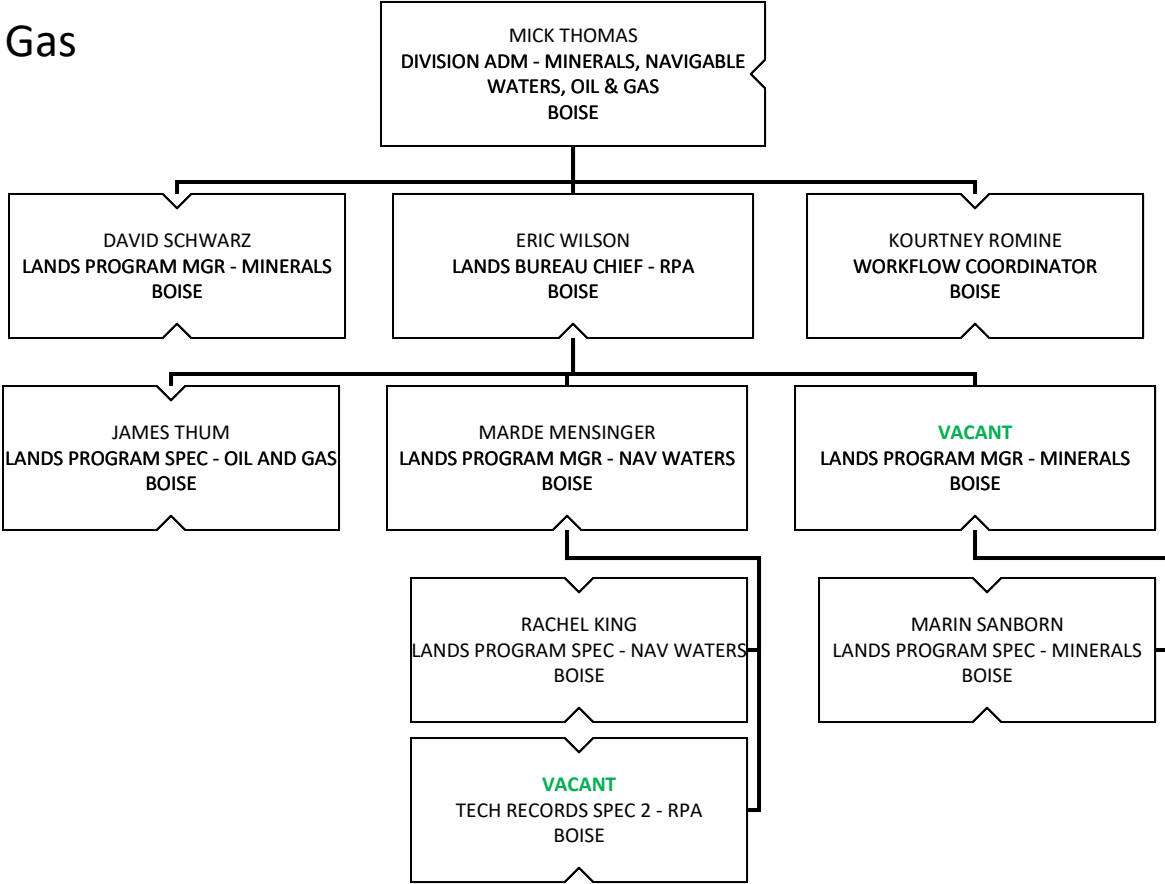 Gas
MICK THOMAS
DIVISION ADM - MINERALS, NAVIGABLE
WATERS, OIL & GAS
BOISE
DAVID SCHWARZ
LANDS PROGRAM MGR - MINERALS
BOISE
ERIC WILSON
LANDS BUREAU CHIEF - RPA
BOISE
KOURTNEY ROMINE
WORKFLOW COORDINATOR
BOISE
JAMES THUM
LANDS PROGRAM SPEC - OIL AND GAS
BOISE
MARDE MENSINGER
LANDS PROGRAM MGR - NAV WATERS
BOISE
VACANT
LANDS PROGRAM MGR - MINERALS
BOISE
RACHEL KING
LANDS PROGRAM SPEC - NAV WATERS
BOISE
MARIN SANBORN
LANDS PROGRAM SPEC - MINERALS
BOISE
VACANT
TECH RECORDS SPEC 2 - RPA
BOISE